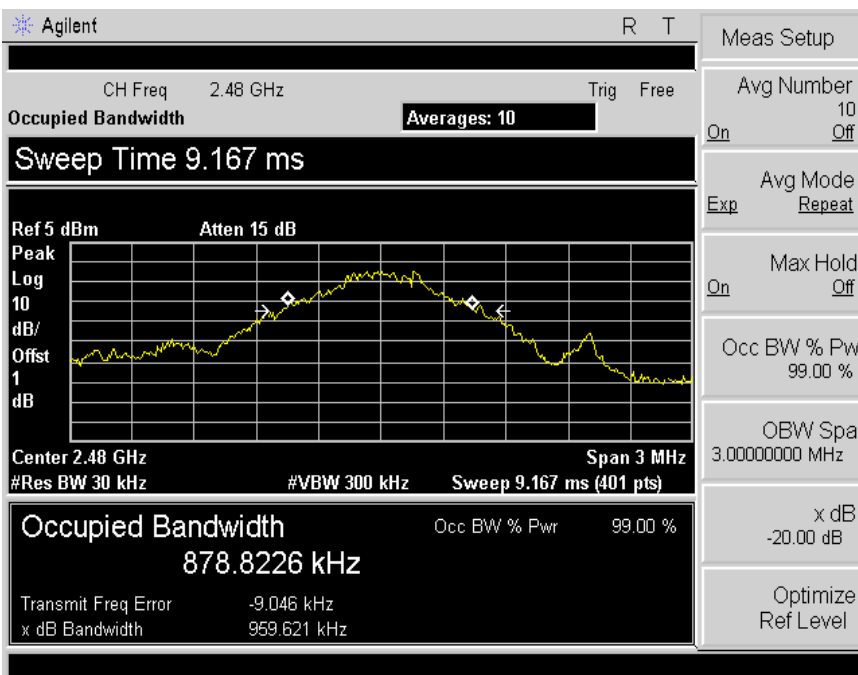 Agilent
R T
CH Freq 2.48 GHz Trig Free
Occupied Bandwidth Averages: 10
Sweep Time 9.167 ms
Ref 5 dBm Atten 15 dB
Peak
Log
10
dB/
Offst
1
dB
Center 2.48 GHz Span 3 MHz
#Res BW 30 kHz #VBW 300 kHz Sweep 9.167 ms (401 pts)
Occupied Bandwidth Occ BW % Pwr 99.00 %
878.8226 kHz
Transmit Freq Error -9.046 kHz
x dB Bandwidth 959.621 kHz
Meas Setup
Avg Number
10
On Off
Avg Mode
Exp Repeat
Max Hold
On Off
Occ BW % Pw
99.00 %
OBW Spa
3.00000000 MHz
x dB
-20.00 dB
Optimize
Ref Level